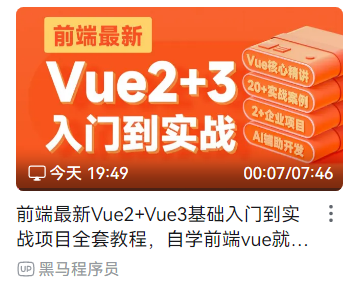 前端最新
Vue2+3
入门到实战
Vue核心精讲
20+实战案例
2+企业项目
AI辅助开发
今天 19:49
00:07/07:46
前端最新Vue2+Vue3基础入门到实
战项目全套教程，自学前端vue就…
UP 黑马程序员